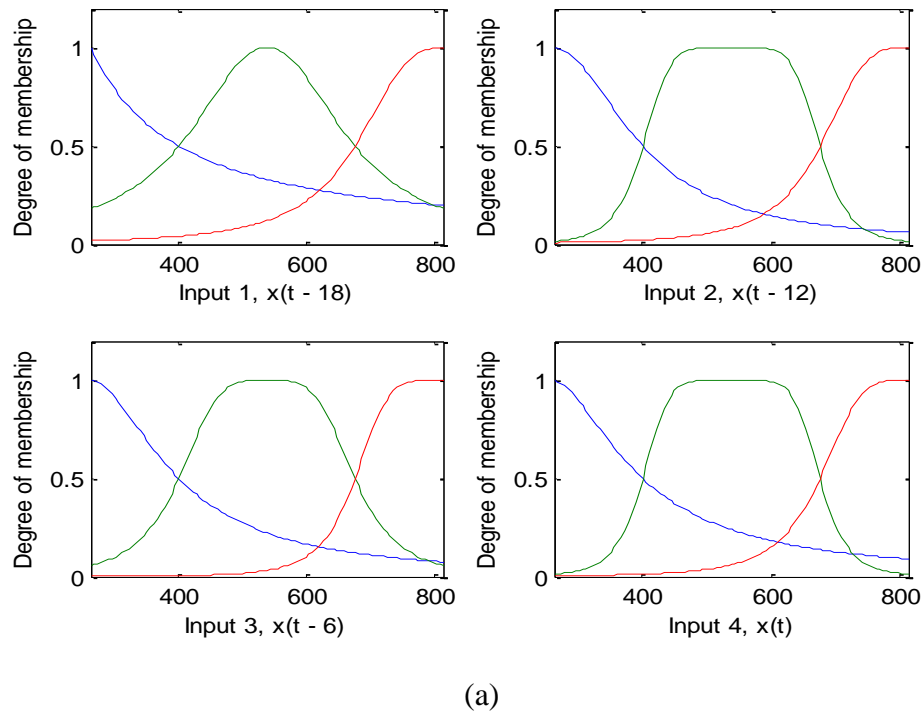 Degree of membership
1
0.5
0
400
600
800
Input 1, x(t - 18)
Degree of membership
1
0.5
0
400
600
800
Input 2, x(t - 12)
Degree of membership
1
0.5
0
400
600
800
Input 3, x(t - 6)
Degree of membership
1
0.5
0
400
600
800
Input 4, x(t)
(a)